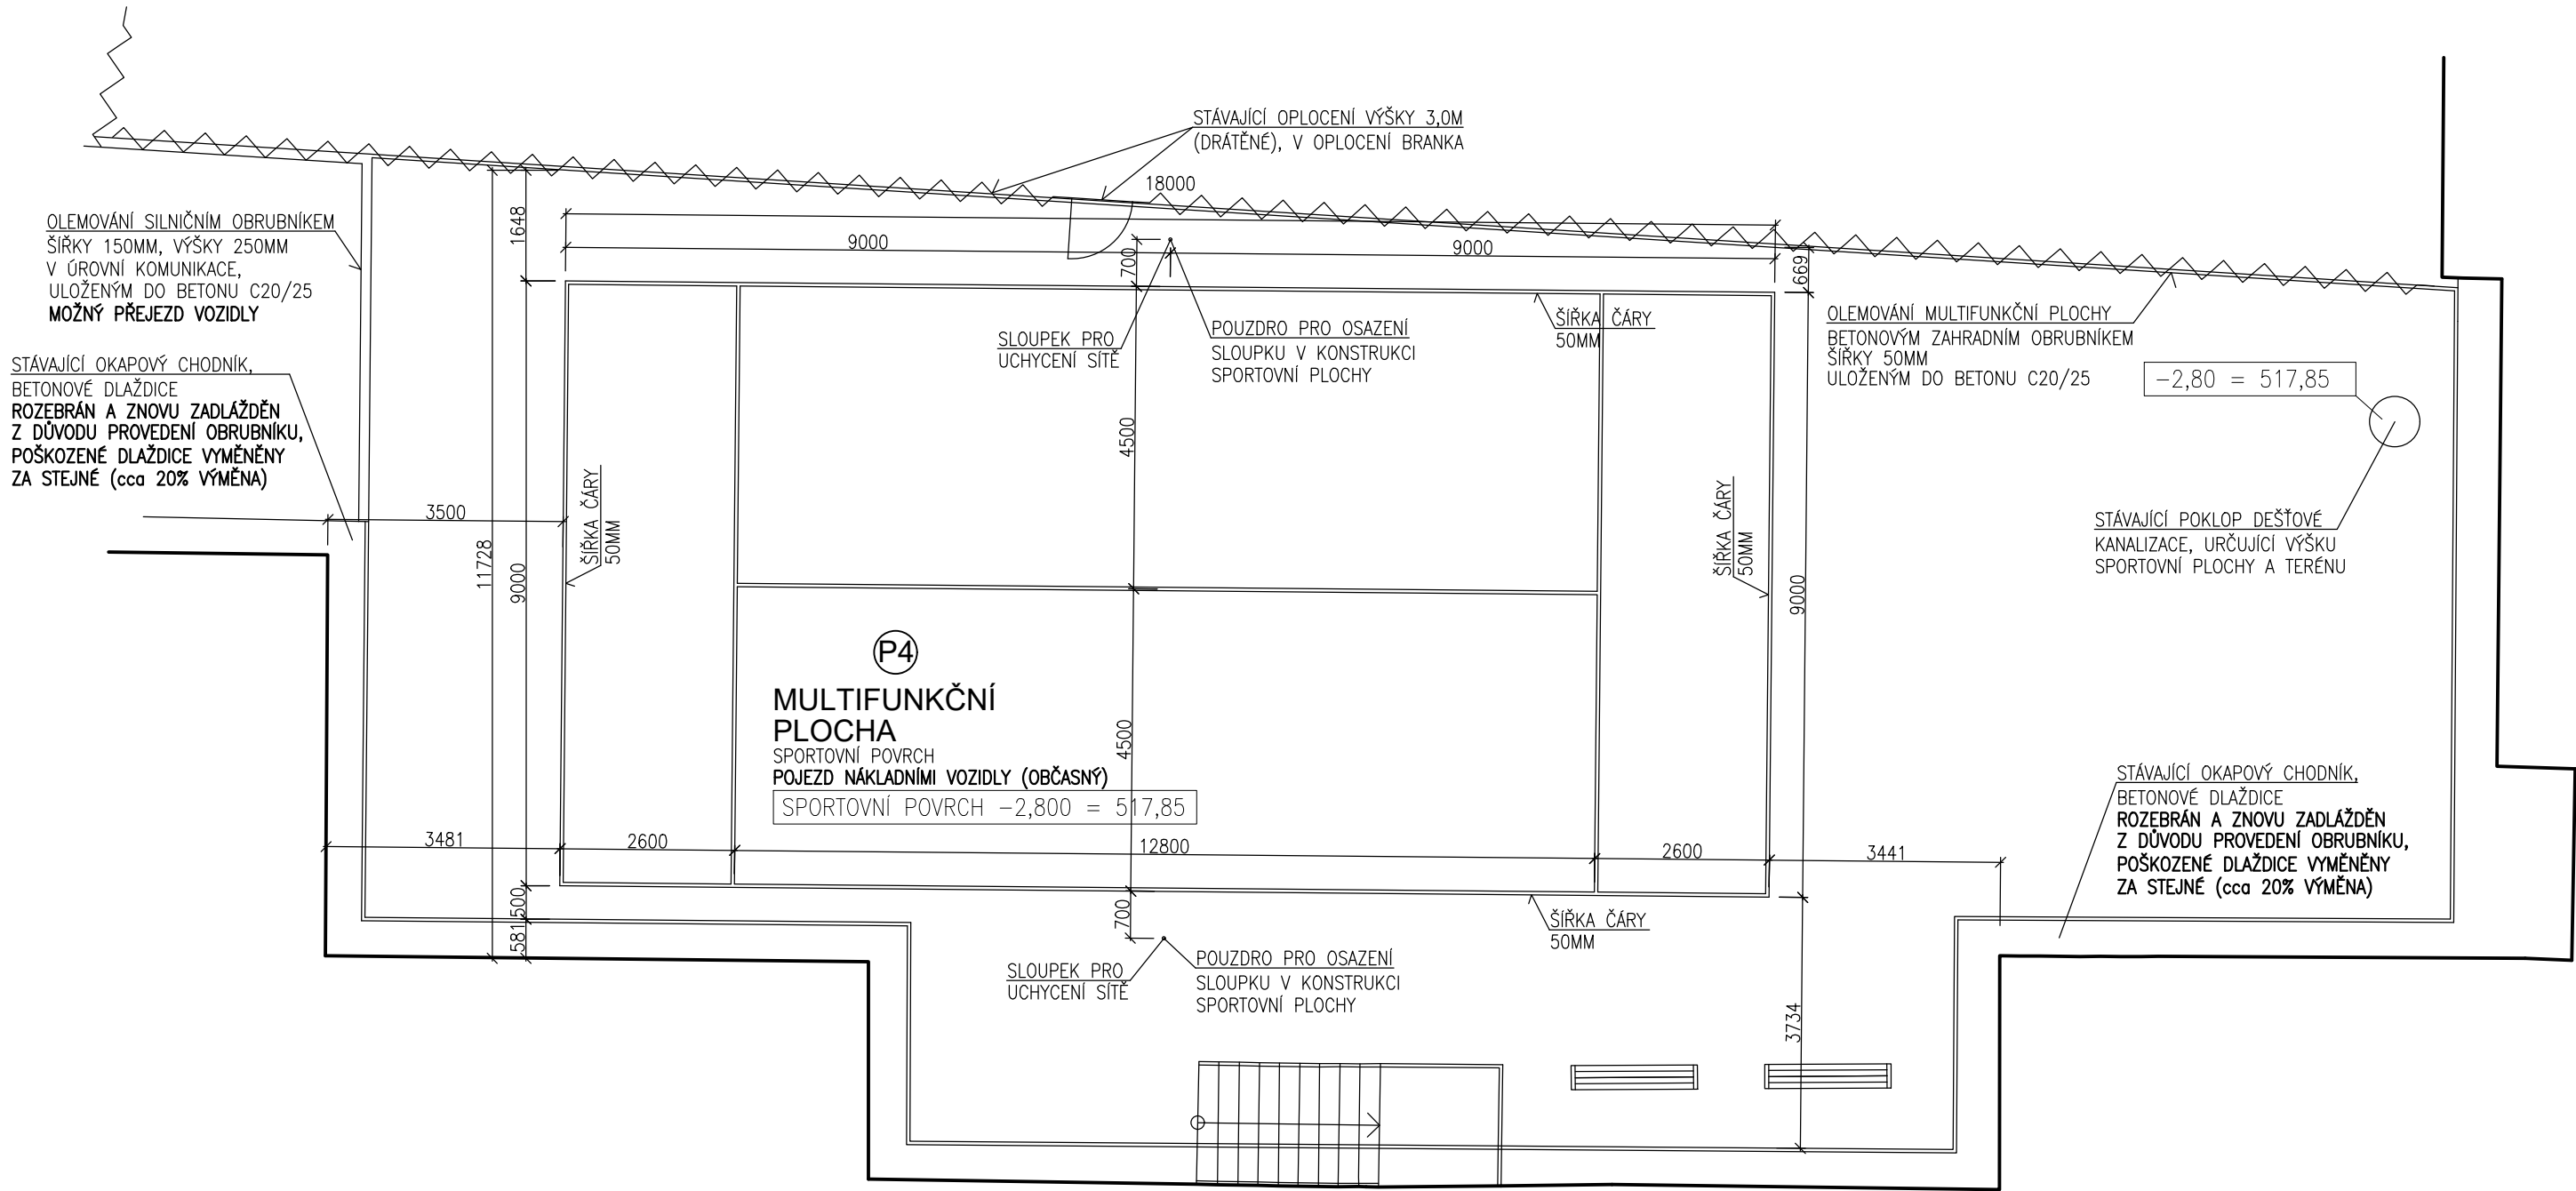 STÁVAJÍCÍ OPLOCENÍ VÝŠKY 3,0M
(DRÁTĚNÉ), V OPLOCENÍ BRANKA
18000
9000
9000
1648
700
669
OLEMOVÁNÍ SILNIČNÍM OBRUBNÍKEM
ŠÍŘKY 150MM, VÝŠKY 250MM
V ÚROVNÍ KOMUNIKACE,
ULOŽENÝM DO BETONU C20/25
MOŽNÝ PŘEJEZD VOZIDLY
STÁVAJÍCÍ OKAPOVÝ CHODNÍK,
BETONOVÉ DLAŽDICE
ROZEBRÁN A ZNOVU ZADLÁŽDĚN
Z DŮVODU PROVEDENÍ OBRUBNÍKU,
POŠKOZENÉ DLAŽDICE VYMĚNĚNY
ZA STEJNÉ (cca 20% VÝMĚNA)
SLOUPEK PRO
UCHYCENÍ SÍTĚ
POUZDRO PRO OSAZENÍ
SLOUPKU V KONSTRUKCI
SPORTOVNÍ PLOCHY
ŠÍŘKA ČÁRY
50MM
OLEMOVÁNÍ MULTIFUNKČNÍ PLOCHY
BETONOVÝM ZAHRADNÍM OBRUBNÍKEM
ŠÍŘKY 50MM
ULOŽENÝM DO BETONU C20/25
-2,80 = 517,85
4500
3500
11728
9000
ŠÍŘKA ČÁRY
50MM
ŠÍŘKA ČÁRY
50MM
9000
STÁVAJÍCÍ POKLOP DEŠŤOVÉ
KANALIZACE, URČUJÍCÍ VÝŠKU
SPORTOVNÍ PLOCHY A TERÉNU
P4
MULTIFUNKČNÍ
PLOCHA
SPORTOVNÍ POVRCH
POJEZD NÁKLADNÍMI VOZIDLY (OBČASNÝ)
SPORTOVNÍ POVRCH -2,800 = 517,85
4500
3481
2600
12800
2600
3441
STÁVAJÍCÍ OKAPOVÝ CHODNÍK,
BETONOVÉ DLAŽDICE
ROZEBRÁN A ZNOVU ZADLÁŽDĚN
Z DŮVODU PROVEDENÍ OBRUBNÍKU,
POŠKOZENÉ DLAŽDICE VYMĚNĚNY
ZA STEJNÉ (cca 20% VÝMĚNA)
500
581
700
ŠÍŘKA ČÁRY
50MM
SLOUPEK PRO
UCHYCENÍ SÍTĚ
POUZDRO PRO OSAZENÍ
SLOUPKU V KONSTRUKCI
SPORTOVNÍ PLOCHY
3734